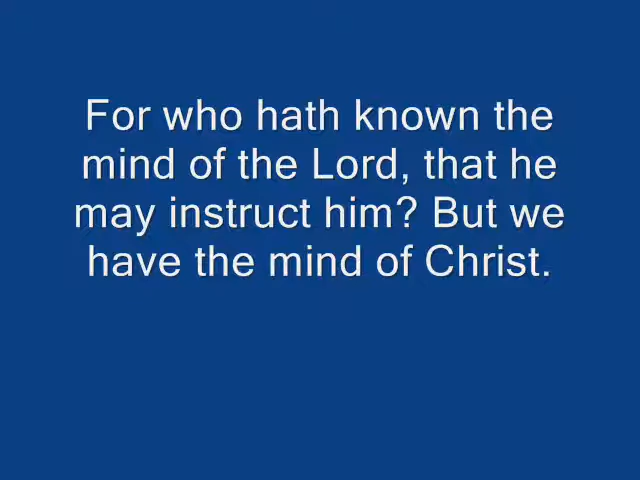 For who hath known the
mind of the Lord, that he
may instruct him? But we
have the mind of Christ.